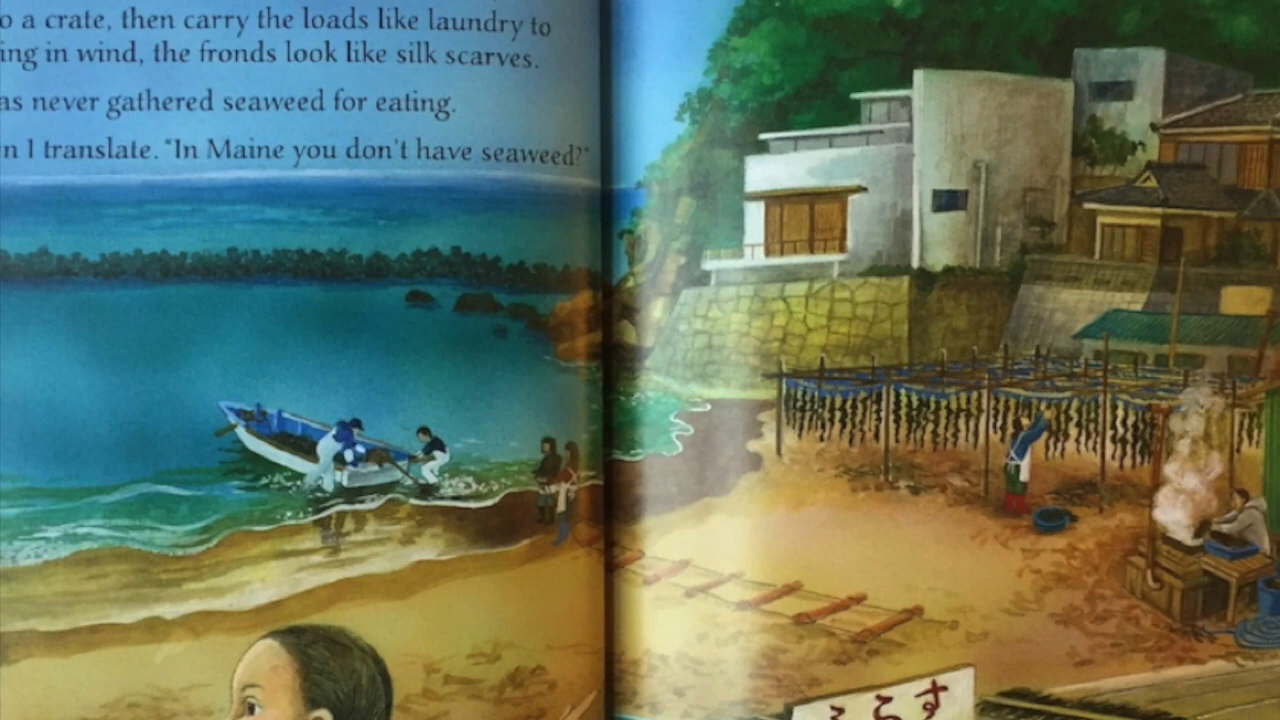 o a crate, then carry the loads like laundry to
ing in wind, the fronds look like silk scarves.
as never gathered seaweed for eating.
n I translate. "In Maine you don't have seaweed?"
す